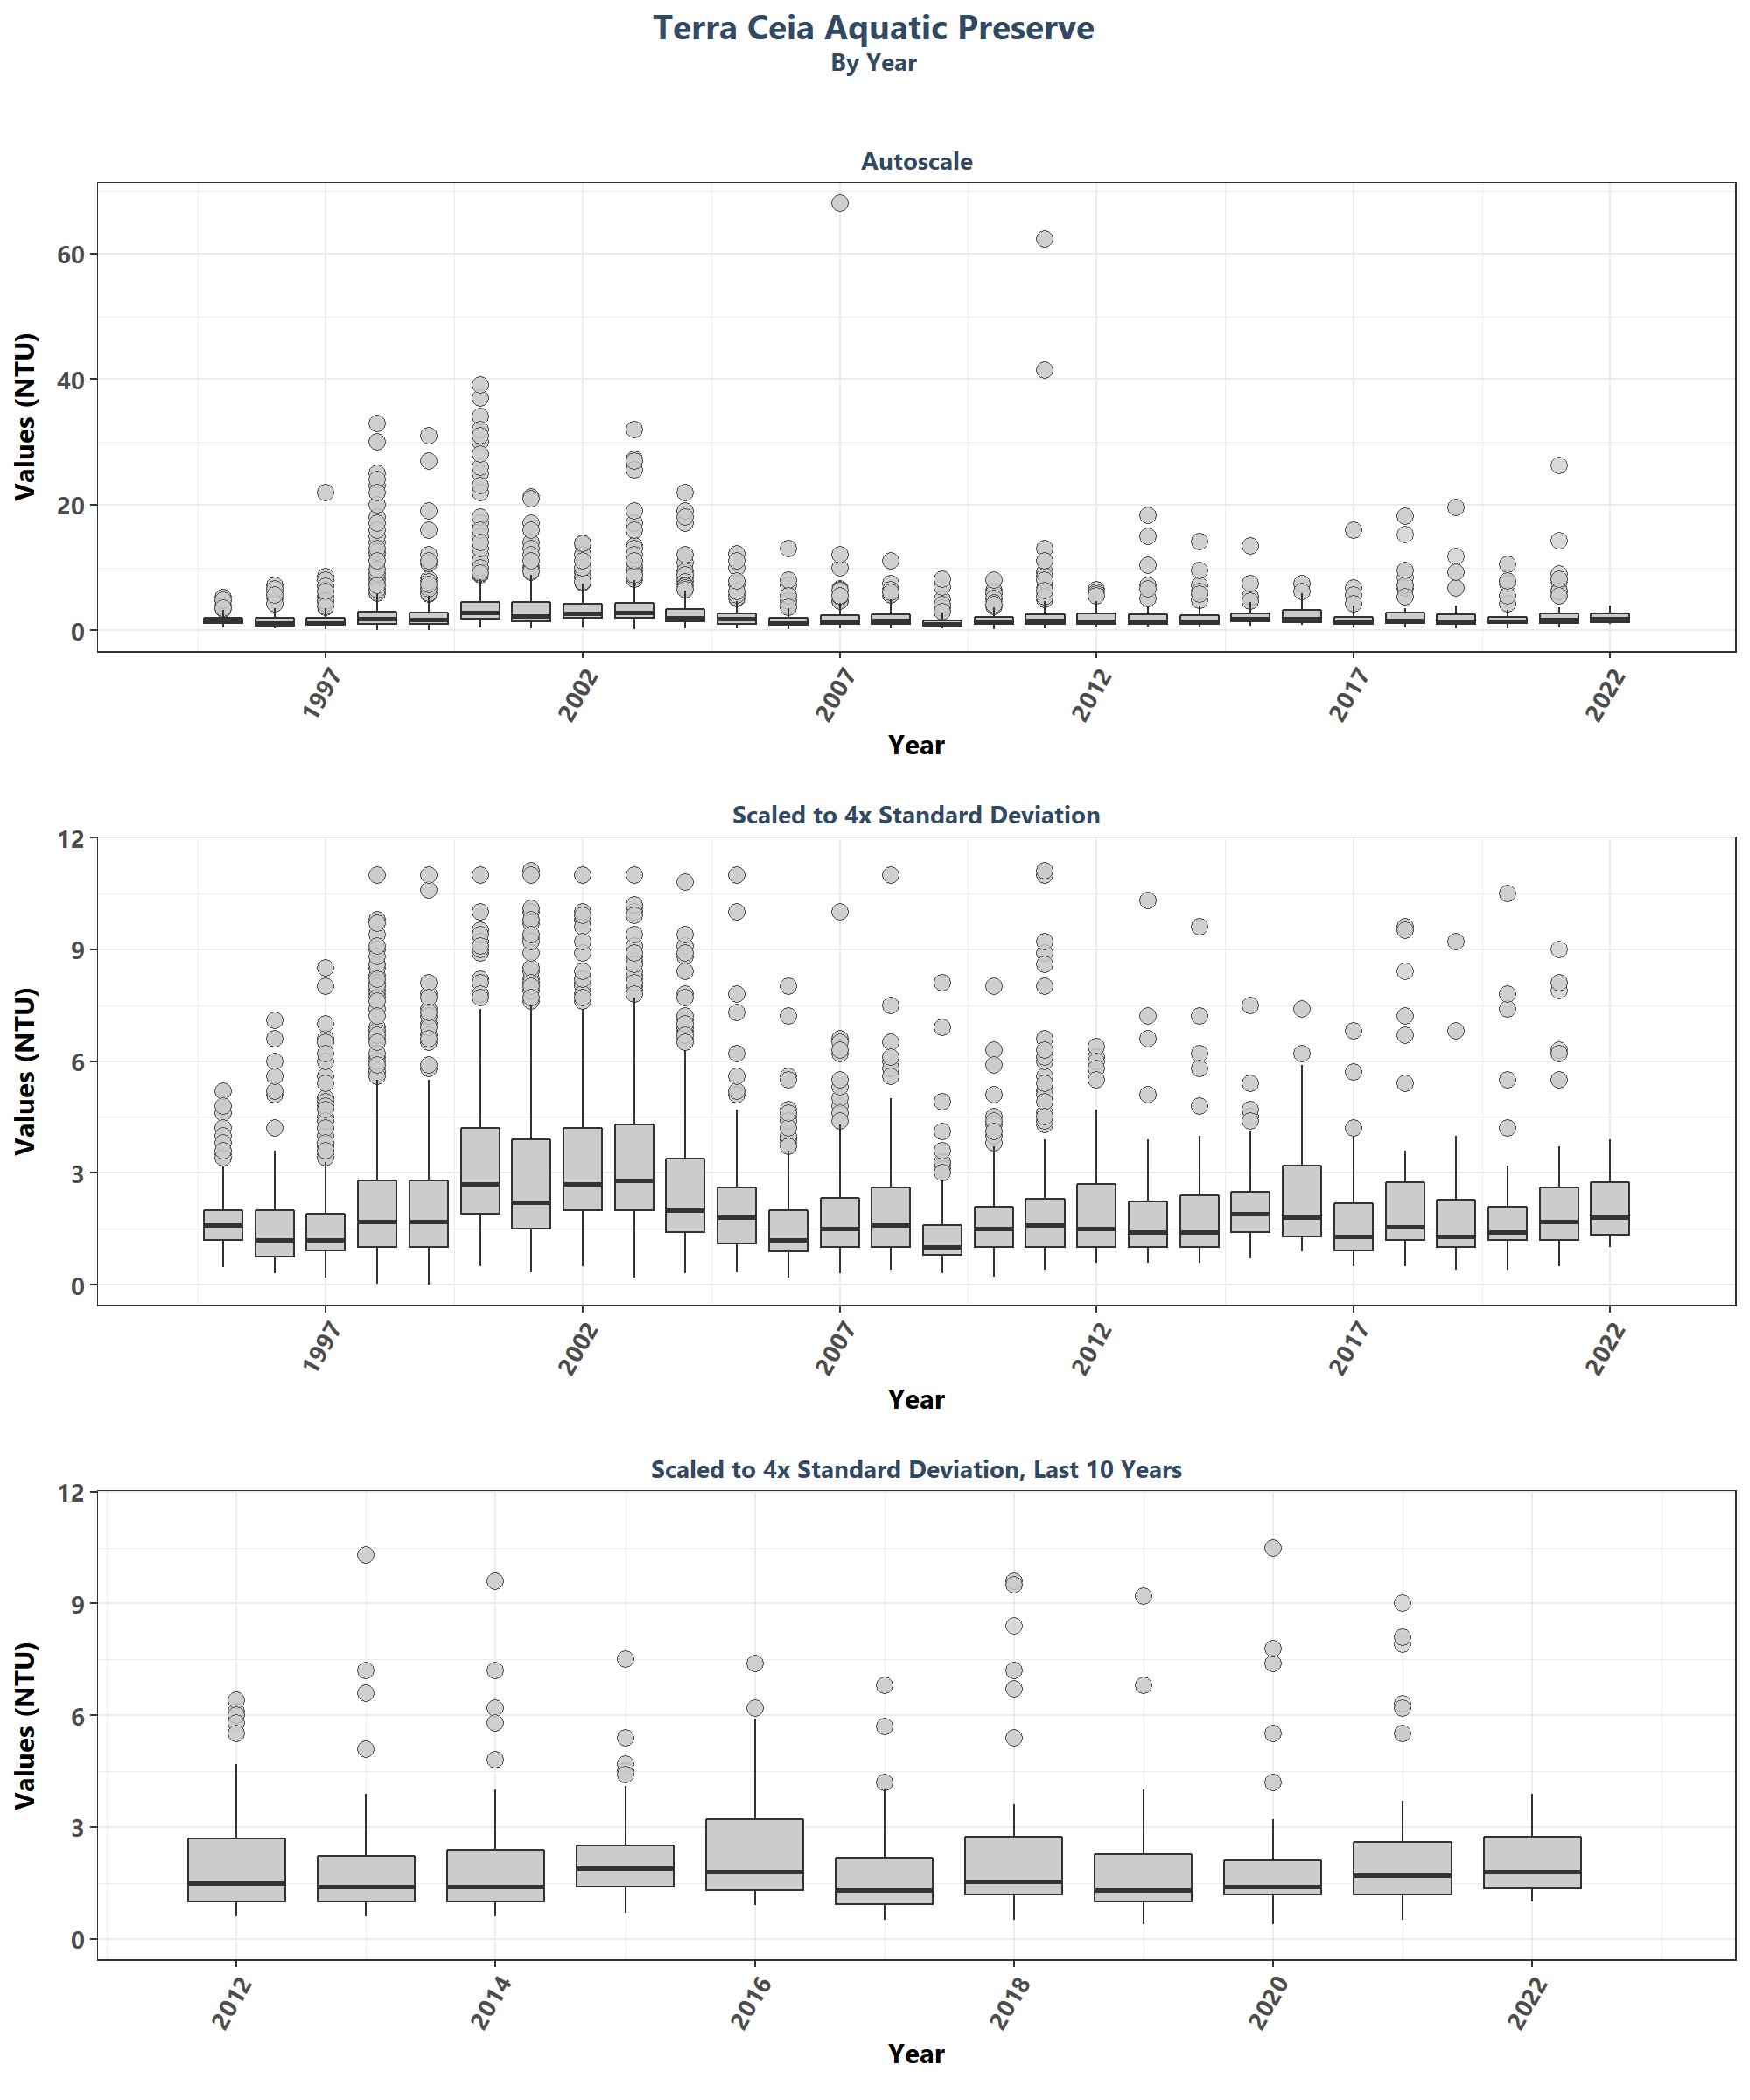 Terra Ceia Aquatic Preserve
By Year
Autoscale
Values (NTU)
60
40
20
0
1997 2002 2007 2012 2017 2022
Year
Scaled to 4x Standard Deviation
Values (NTU)
12
9
6
3
0
1997 2002 2007 2012 2017 2022
Year
Scaled to 4x Standard Deviation, Last 10 Years
Values (NTU)
12
9
6
3
0
2012 2014 2016 2018 2020 2022
Year